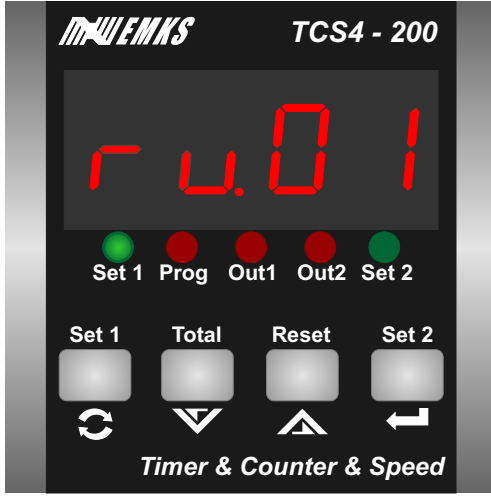 EMKS TCS4 - 200
ru.01
Set 1 Prog Out1 Out2 Set 2
Set 1 Total Reset Set 2
Timer & Counter & Speed